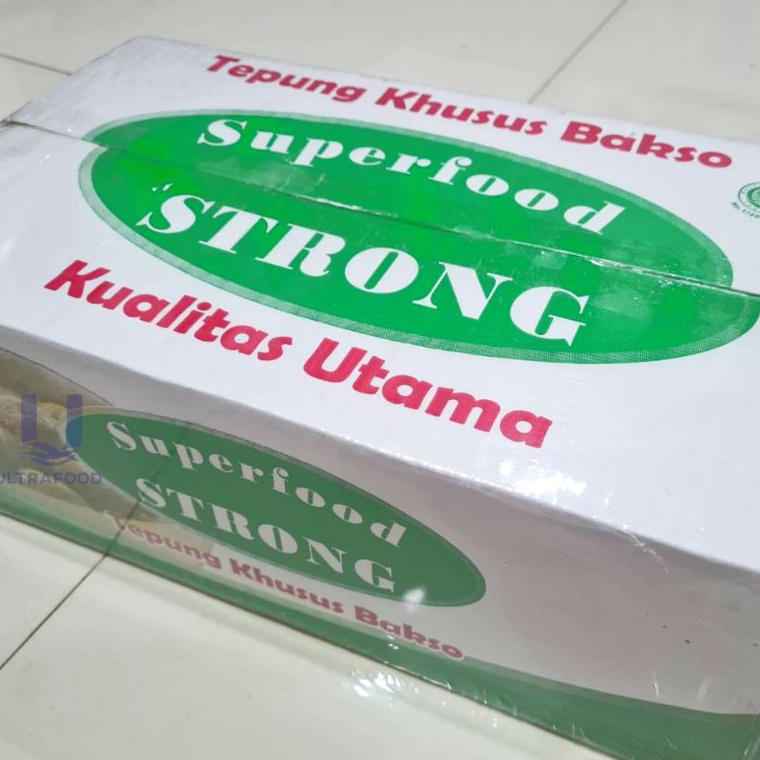 Tepung Khusus Bakso
Superfood
STRONG
Kualitas Utama
U
ULTRAFOOD
Superfood
STRONG
Tepung Khusus Bakso